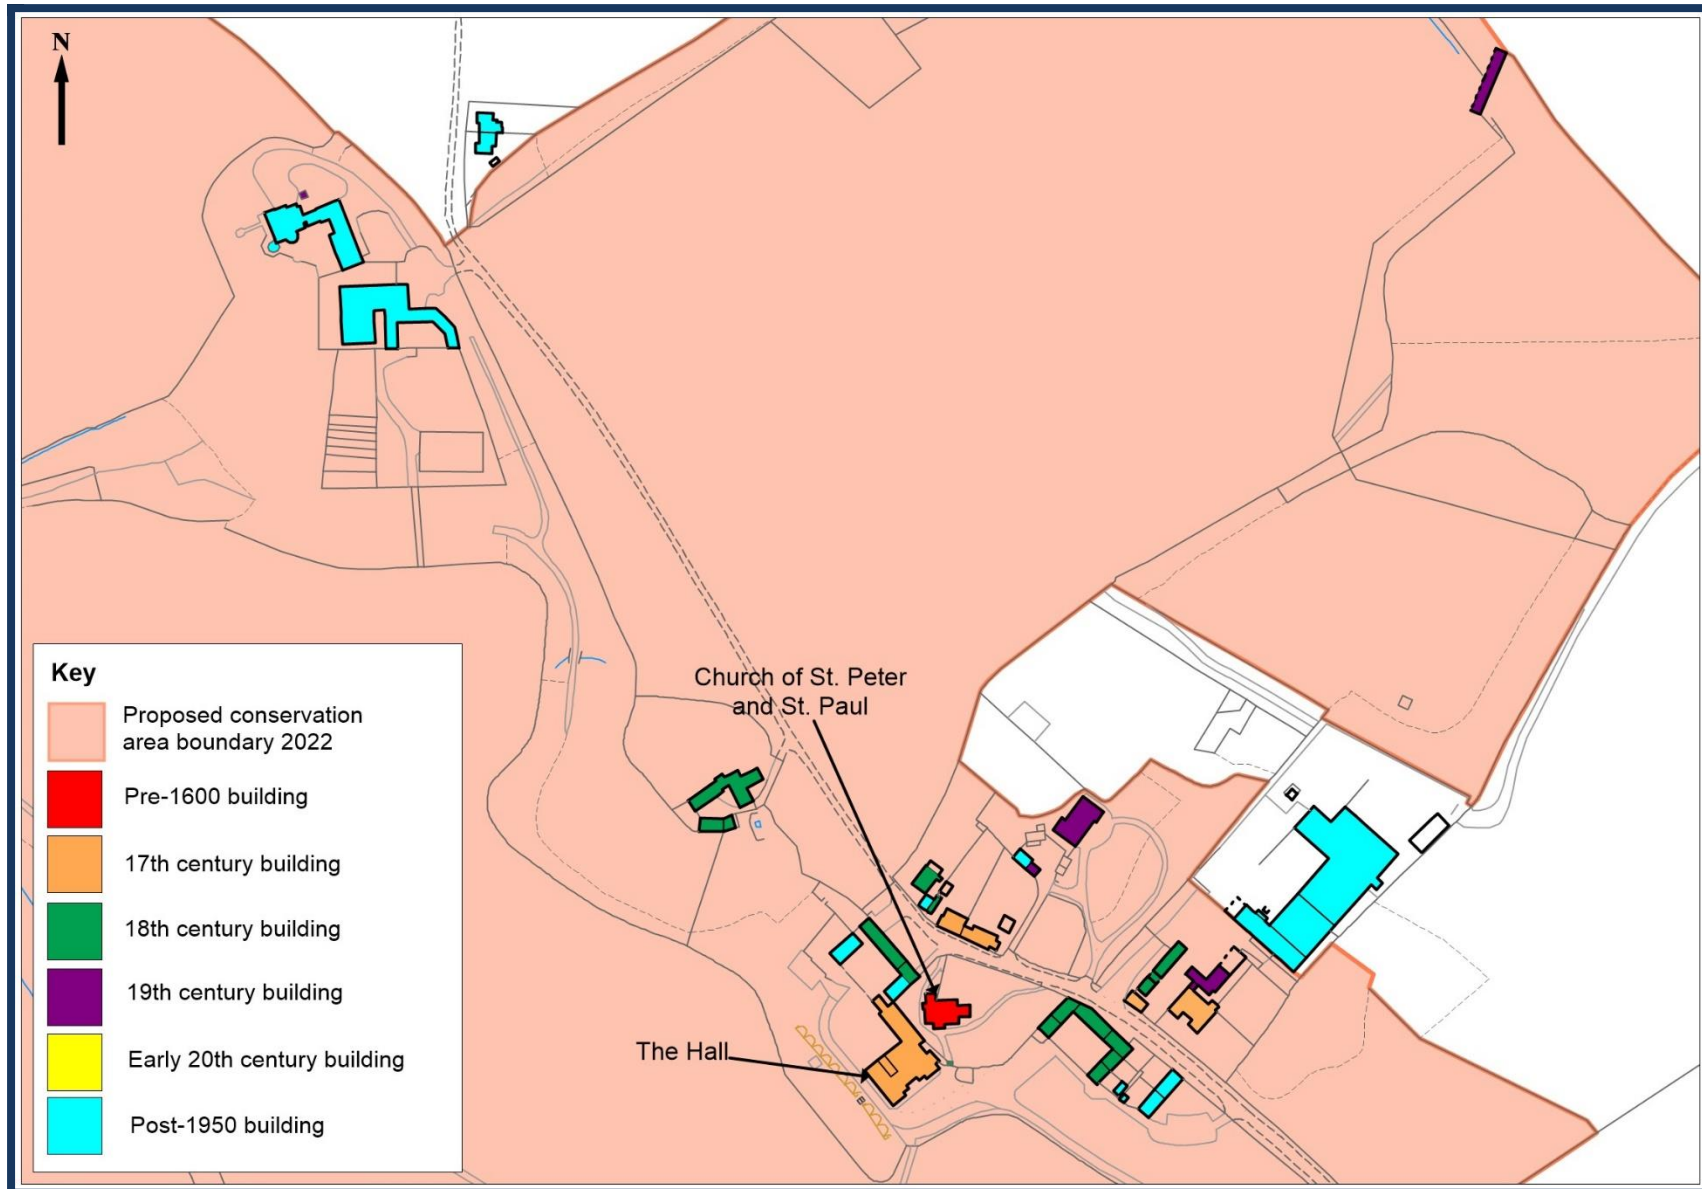 N
Church of St. Peter
and St. Paul
The Hall
Key
Proposed conservation
area boundary 2022
Pre-1600 building
17th century building
18th century building
19th century building
Early 20th century building
Post-1950 building